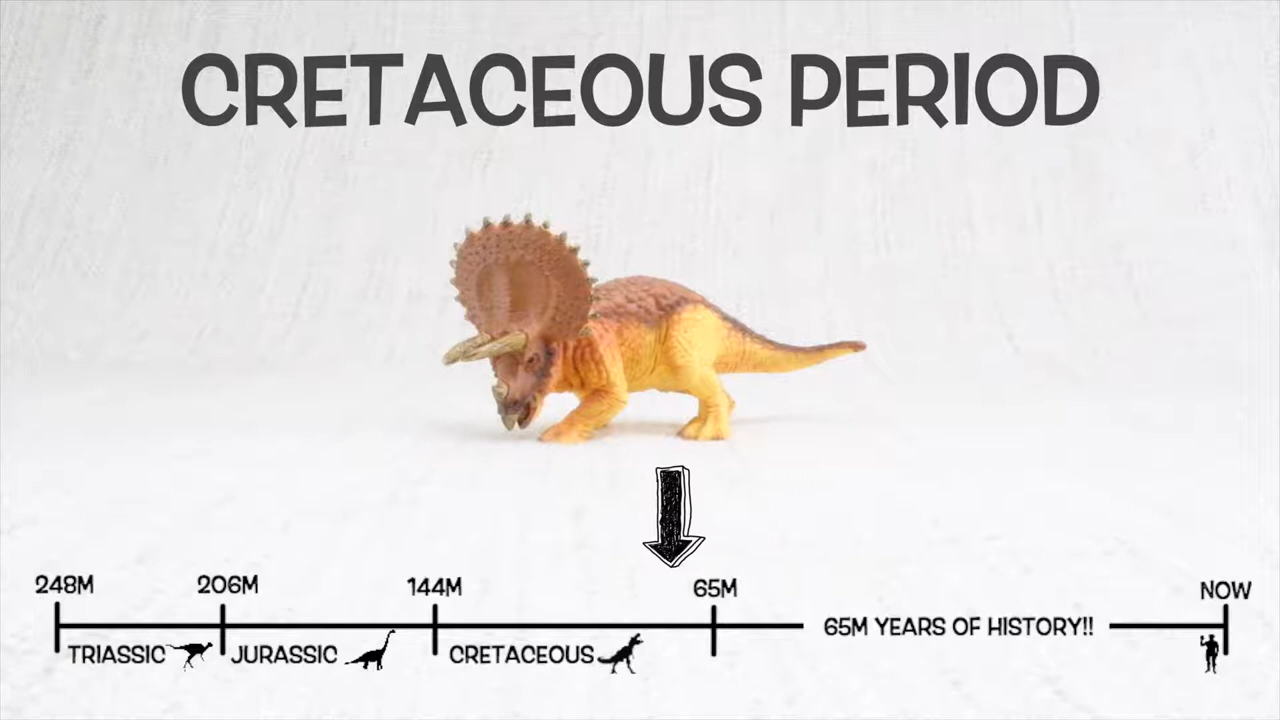 CRETACEOUS PERIOD
248M 206M 144M 65M NOW
65M YEARS OF HISTORY!!
TRIASSIC JURASSIC CRETACEOUS